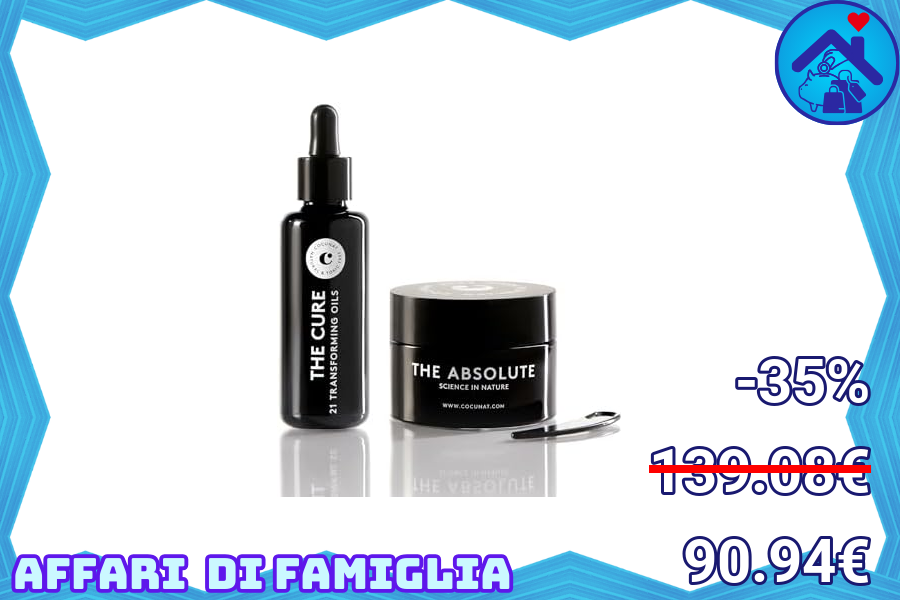 COCUNAT
THE CURE
21 TRANSFORMING OILS
THE ABSOLUTE
SCIENCE IN NATURE
WWW.COCUNAT.COM
-35%
139.08€
90.94€
AFFARI DI FAMIGLIA